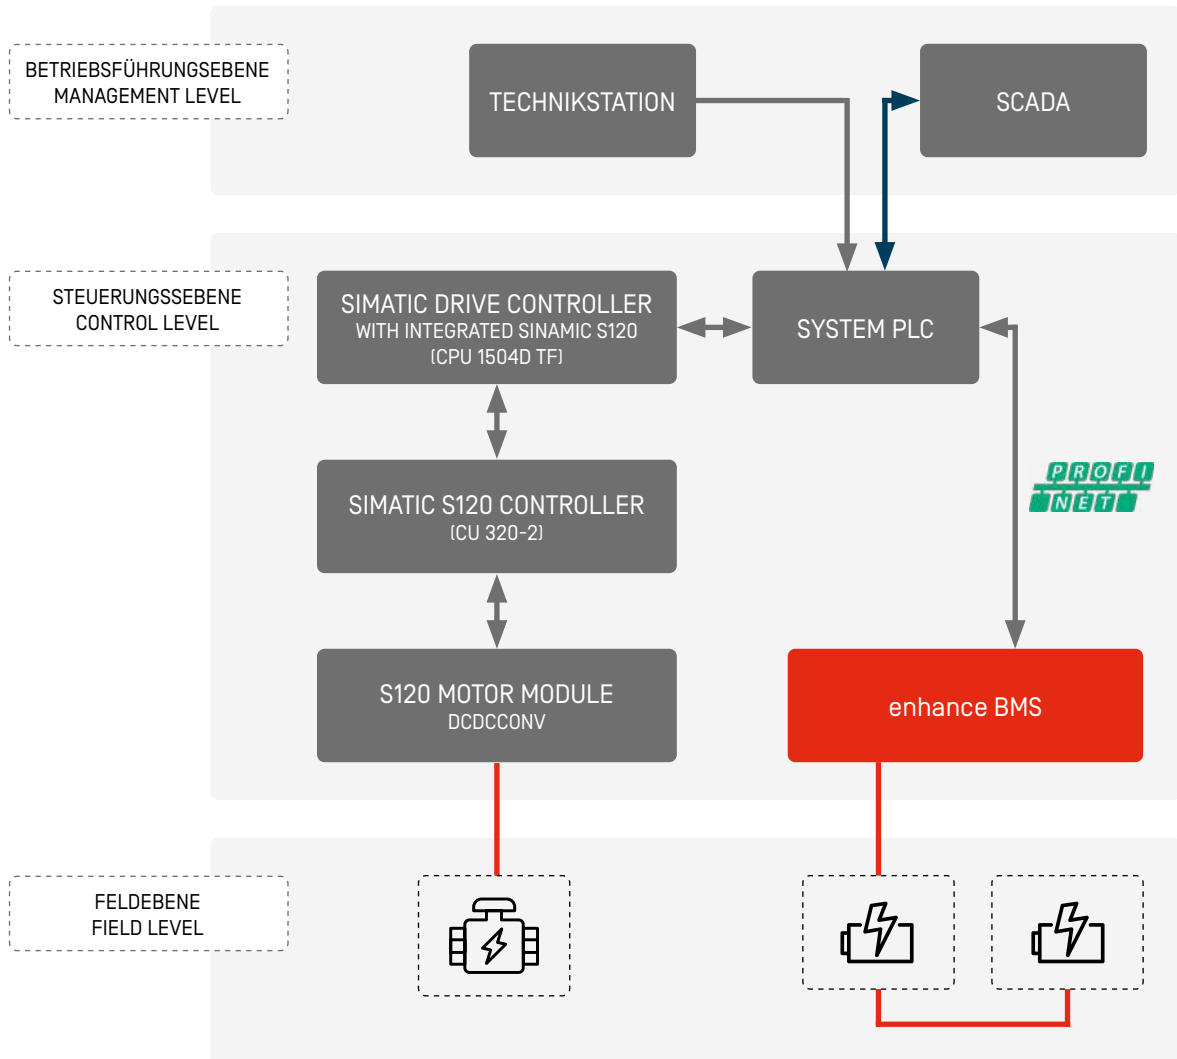 BETRIEBSFÜHRUNGSEBENE
MANAGEMENT LEVEL
TECHNIKSTATION
SCADA
STEUERUNGSSEBENE
CONTROL LEVEL
SIMATIC DRIVE CONTROLLER
WITH INTEGRATED SINAMIC S120
(CPU 1504D TF)
SYSTEM PLC
PROFI
NET
SIMATIC S120 CONTROLLER
(CU 320-2)
S120 MOTOR MODULE
DCDCCONV
enhance BMS
FELDEBENE
FIELD LEVEL